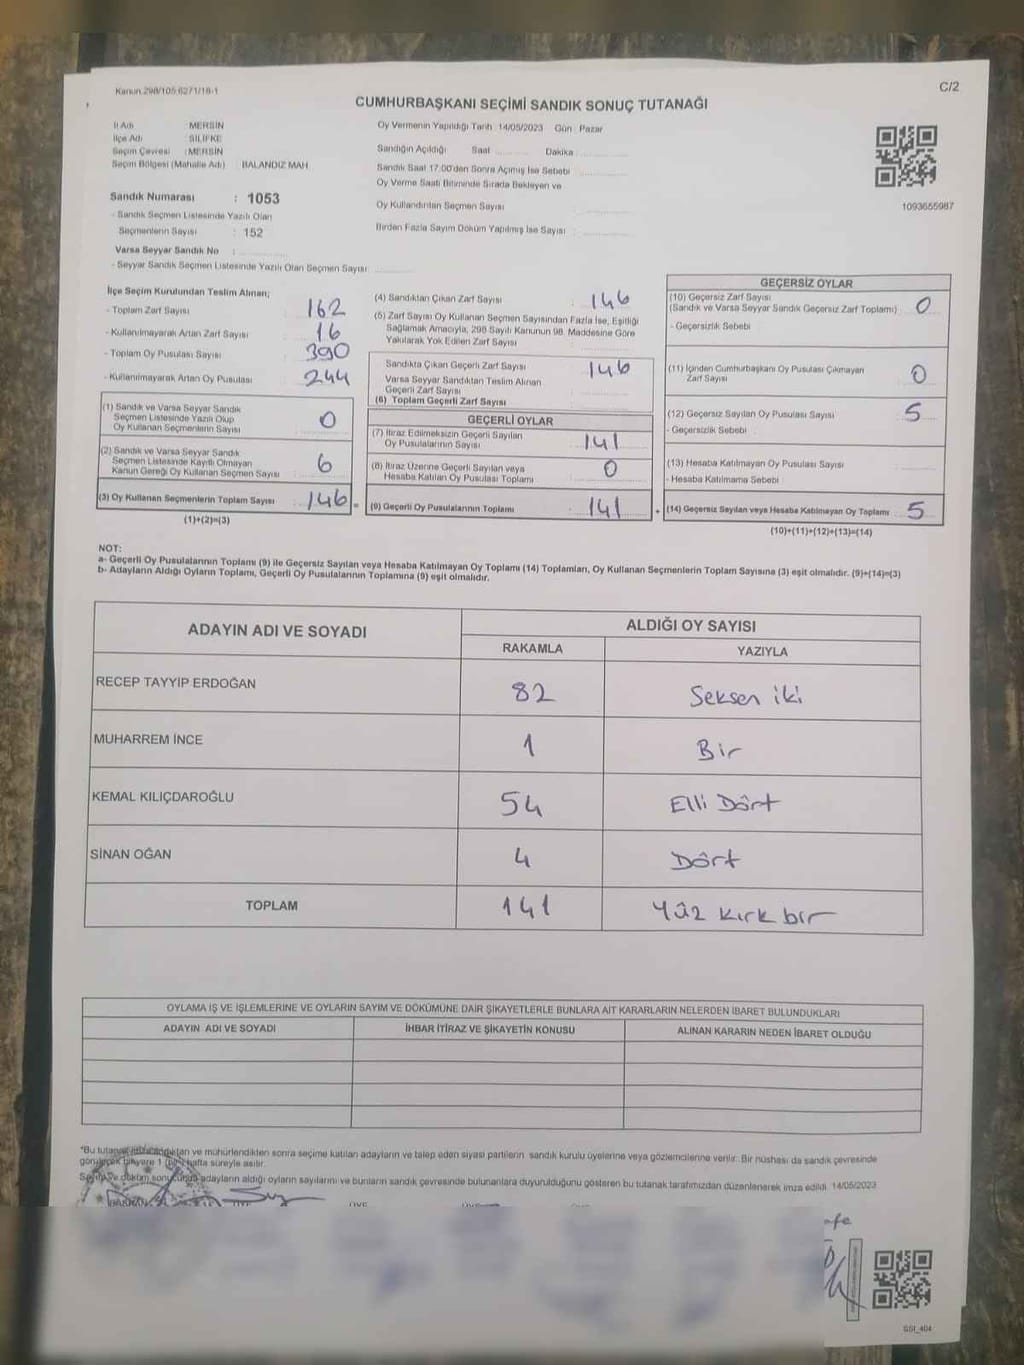 Kanun 298/105,6271/18-1
C/2
CUMHURBAŞKANI SEÇİMİ SANDIK SONUÇ TUTANAĞI
İl Adı : MERSİN
İlçe Adı : SİLİFKE
Seçim Çevresi : MERSİN
Seçim Bölgesi (Mahalle Adı) BALANDIZ MAH.
Sandık Numarası : 1053
- Sandık Seçmen Listesinde Yazılı Olan
Seçmenlerin Sayısı : 152
Varsa Seyyar Sandık No :
- Seyyar Sandık Seçmen Listesinde Yazılı Olan Seçmen Sayısı
Oy Vermenin Yapıldığı Tarih 14/05/2023 Gün : Pazar
Sandığın Açıldığı Saat Dakika
Sandık Saat 17.00'den Sonra Açımış İse Sebebi
Oy Verme Saati Bitiminde Sırada Bekleyen ve
Oy Kullandırılan Seçmen Sayısı
Birden Fazla Sayım Döküm Yapılmış İse Sayısı :
1093655987
İlçe Seçim Kurulundan Teslim Alınan;
- Toplam Zarf Sayısı 162
- Kullanılmayarak Artan Zarf Sayısı 16
- Toplam Oy Pusulası Sayısı 390
- Kullanılmayarak Artan Oy Pusulası 244
(1) Sandık ve Varsa Seyyar Sandık
Seçmen Listesinde Yazılı Olup
Oy Kullanan Seçmenlerin Sayısı 0
(2) Sandık ve Varsa Seyyar Sandık
Seçmen Listesinde Kayıtlı Olmayan
Kanun Gereği Oy Kullanan Seçmen Sayısı 6
(3) Oy Kullanan Seçmenlerin Toplam Sayısı 146 =
(1)+(2)=(3)
(4) Sandıktan Çıkan Zarf Sayısı : 146
(5) Zarf Sayısı Oy Kullanan Seçmen Sayısından Fazla İse, Eşitliği
Sağlamak Amacıyla, 298 Sayılı Kanunun 98. Maddesine Göre
Yakılarak Yok Edilen Zarf Sayısı
Sandıkta Çıkan Geçerli Zarf Sayısı : 146
Varsa Seyyar Sandıktan Teslim Alınan
Geçerli Zarf Sayısı
(6) Toplam Geçerli Zarf Sayısı
GEÇERLİ OYLAR
(7) İtiraz Edilmeksizin Geçerli Sayılan
Oy Pusulalarının Sayısı : 141
(8) İtiraz Üzerine Geçerli Sayılan veya
Hesaba Katılan Oy Pusulası Toplamı 0
(9) Geçerli Oy Pusulalarının Toplamı : 141 +
GEÇERSİZ OYLAR
(10) Geçersiz Zarf Sayısı
(Sandık ve Varsa Seyyar Sandık Geçersiz Zarf Toplamı) 0
- Geçersizlik Sebebi
(11) İçinden Cumhurbaşkanı Oy Pusulası Çıkmayan
Zarf Sayısı 0
(12) Geçersiz Sayılan Oy Pusulası Sayısı 5
- Geçersizlik Sebebi
(13) Hesaba Katılmayan Oy Pusulası Sayısı
- Hesaba Katılmama Sebebi
(14) Geçersiz Sayılan veya Hesaba Katılmayan Oy Toplamı 5
(10)+(11)+(12)+(13)=(14)
NOT:
a- Geçerli Oy Pusulalarının Toplamı (9) ile Geçersiz Sayılan veya Hesaba Katılmayan Oy Toplamı (14) Toplamları, Oy Kullanan Seçmenlerin Toplam Sayısına (3) eşit olmalıdır. (9)+(14)=(3)
b- Adayların Aldığı Oyların Toplamı, Geçerli Oy Pusulalarının Toplamına (9) eşit olmalıdır.
ADAYIN ADI VE SOYADI
ALDIĞI OY SAYISI
RAKAMLA YAZIYLA
RECEP TAYYİP ERDOĞAN 82 Seksen iki
MUHARREM İNCE 1 Bir
KEMAL KILIÇDAROĞLU 54 Elli Dört
SİNAN OĞAN 4 Dört
TOPLAM 141 Yüz kırk bir
OYLAMA İŞ VE İŞLEMLERİNE VE OYLARIN SAYIM VE DÖKÜMÜNE DAİR ŞİKAYETLERLE BUNLARA AİT KARARLARIN NELERDEN İBARET BULUNDUKLARI
ADAYIN ADI VE SOYADI İHBAR İTİRAZ VE ŞİKAYETİN KONUSU ALINAN KARARIN NEDEN İBARET OLDUĞU
*Bu tutanak ve mühürlendikten sonra seçime katılan adayların ve talep eden siyasi partilerin sandık kurulu üyelerine veya gözlemcilerine verilir. Bir nüshası da sandık çevresinde
hafta süreyle asılır.
adayların aldığı oyların sayılarını ve bunların sandık çevresinde bulunanlara duyurulduğunu gösteren bu tutanak tarafımızdan düzenlenerek imza edildi. 14/05/2023
GSI_404